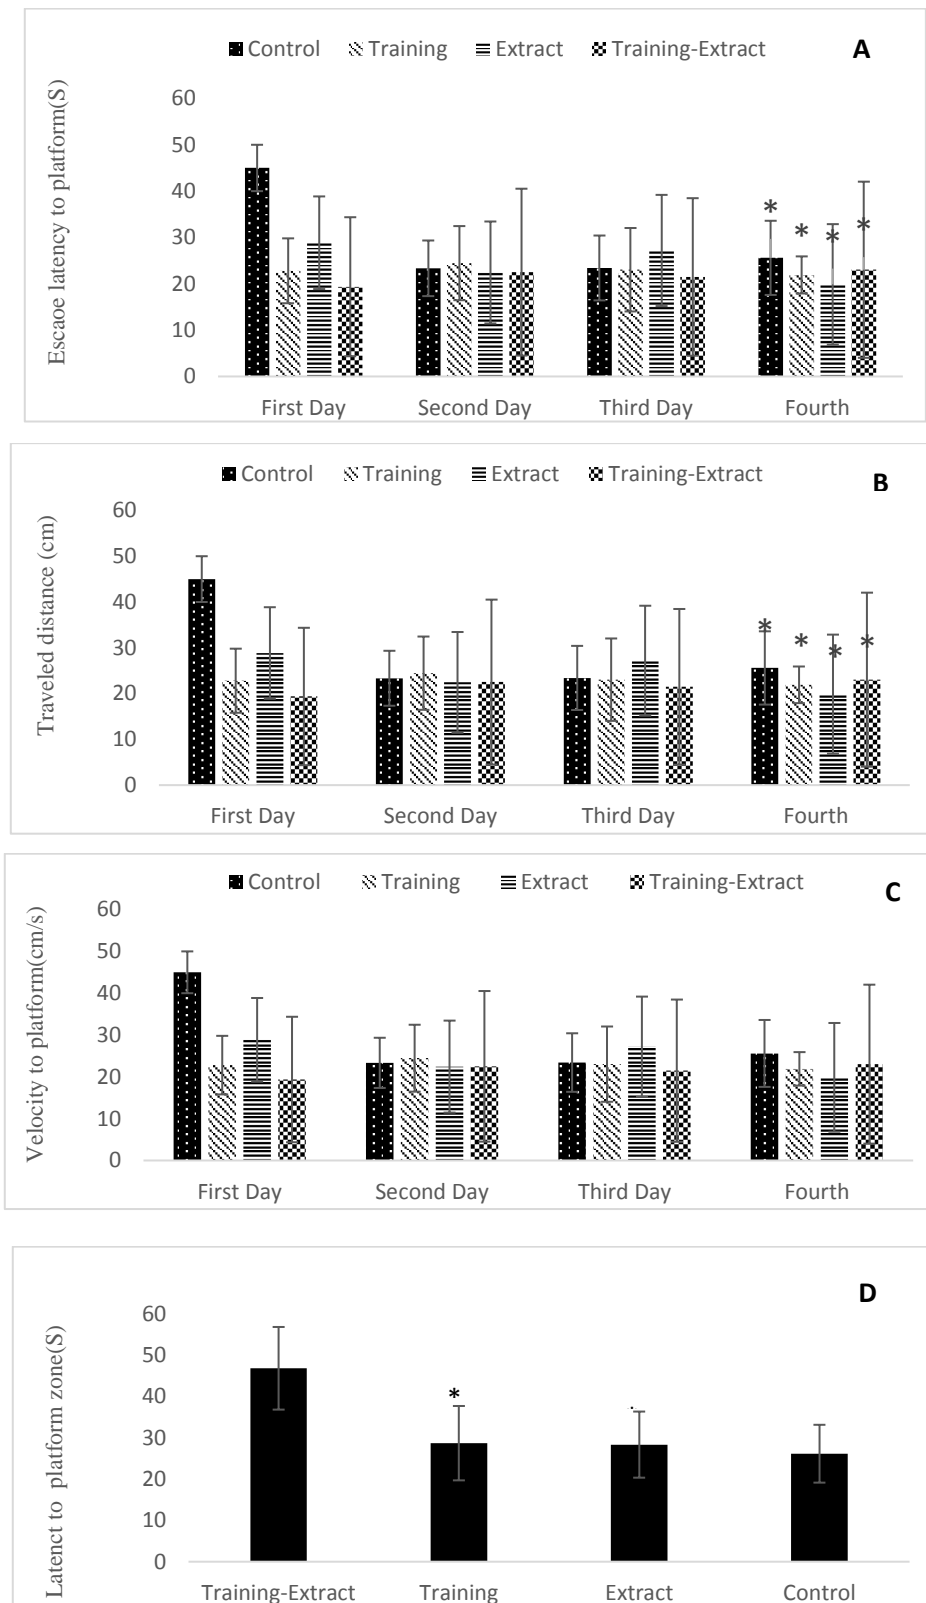 Control Training Extract Training-Extract
A
Escaoe latency to platform(S)
60
50
40
30
20
10
0
* * * *
First Day Second Day Third Day Fourth
Control Training Extract Training-Extract
B
Traveled distance (cm)
60
50
40
30
20
10
0
* * * *
First Day Second Day Third Day Fourth
Control Training Extract Training-Extract
C
Velocity to platform(cm/s)
60
50
40
30
20
10
0
First Day Second Day Third Day Fourth
D
Latenct to platform zone(S)
60
50
40
30
20
10
0
*
Training-Extract Training Extract Control